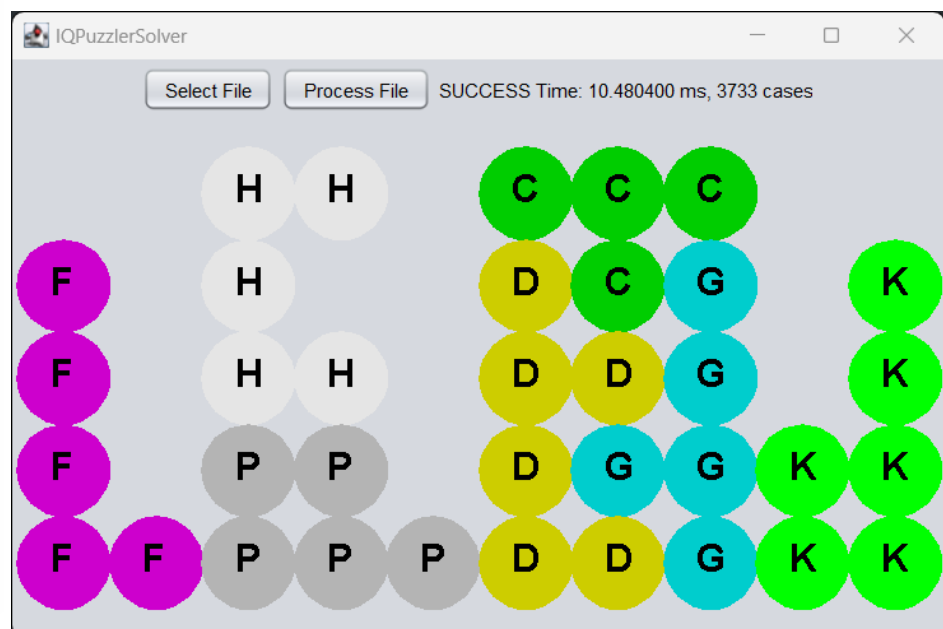 IQPuzzlerSolver
Select File Process File SUCCESS Time: 10.480400 ms, 3733 cases
H H C C C
F H D C G K
F H H D D G K
F P P D G G K K
F F P P P D D G K K